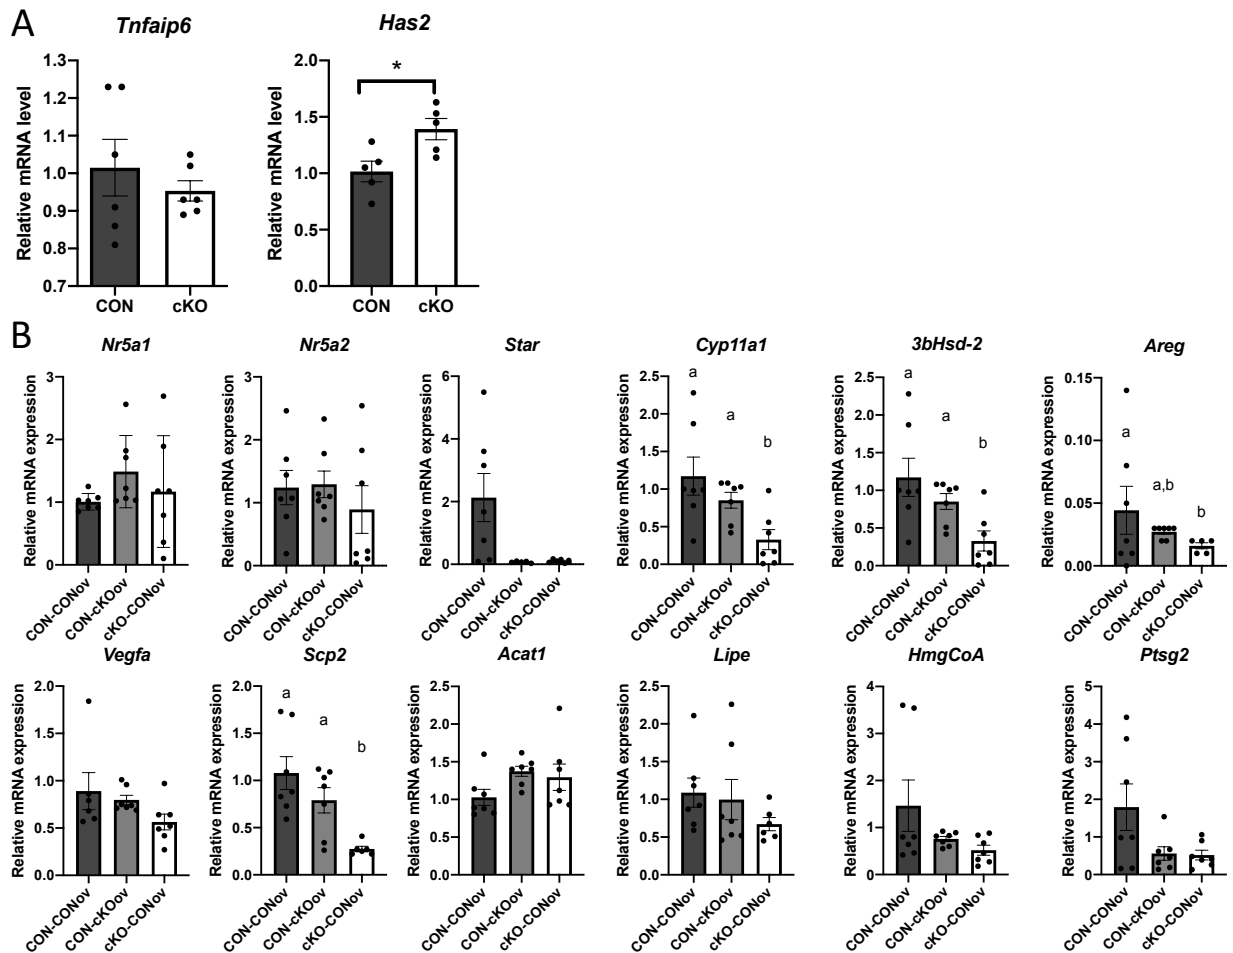 A
Tnfaip6
Has2
Relative mRNA level
1.3
1.2
1.1
1.0
0.9
0.8
0.7
CON
cKO
Relative mRNA level
2.0
1.5
1.0
0.5
0.0
*
CON
cKO
B
Nr5a1
Relative mRNA expression
3
2
1
0
CON-CONov
CON-cKOov
cKO-CONov
Nr5a2
Relative mRNA expression
3
2
1
0
CON-CONov
CON-cKOov
cKO-CONov
Star
Relative mRNA expression
6
4
2
0
CON-CONov
CON-cKOov
cKO-CONov
Cyp11a1
Relative mRNA expression
2.5
2.0
1.5
1.0
0.5
0.0
a
a
b
CON-CONov
CON-cKOov
cKO-CONov
3bHsd-2
Relative mRNA expression
2.5
2.0
1.5
1.0
0.5
0.0
a
a
b
CON-CONov
CON-cKOov
cKO-CONov
Areg
Relative mRNA expression
0.15
0.10
0.05
0.00
a
a,b
b
CON-CONov
CON-cKOov
cKO-CONov
Vegfa
Relative mRNA expression
2.0
1.5
1.0
0.5
0.0
CON-CONov
CON-cKOov
cKO-CONov
Scp2
Relative mRNA expression
2.0
1.5
1.0
0.5
0.0
a
a
b
CON-CONov
CON-cKOov
cKO-CONov
Acat1
Relative mRNA expression
2.5
2.0
1.5
1.0
0.5
0.0
CON-CONov
CON-cKOov
cKO-CONov
Lipe
Relative mRNA expression
2.5
2.0
1.5
1.0
0.5
0.0
CON-CONov
CON-cKOov
cKO-CONov
HmgCoA
Relative mRNA expression
4
3
2
1
0
CON-CONov
CON-cKOov
cKO-CONov
Ptsg2
Relative mRNA expression
5
4
3
2
1
0
CON-CONov
CON-cKOov
cKO-CONov